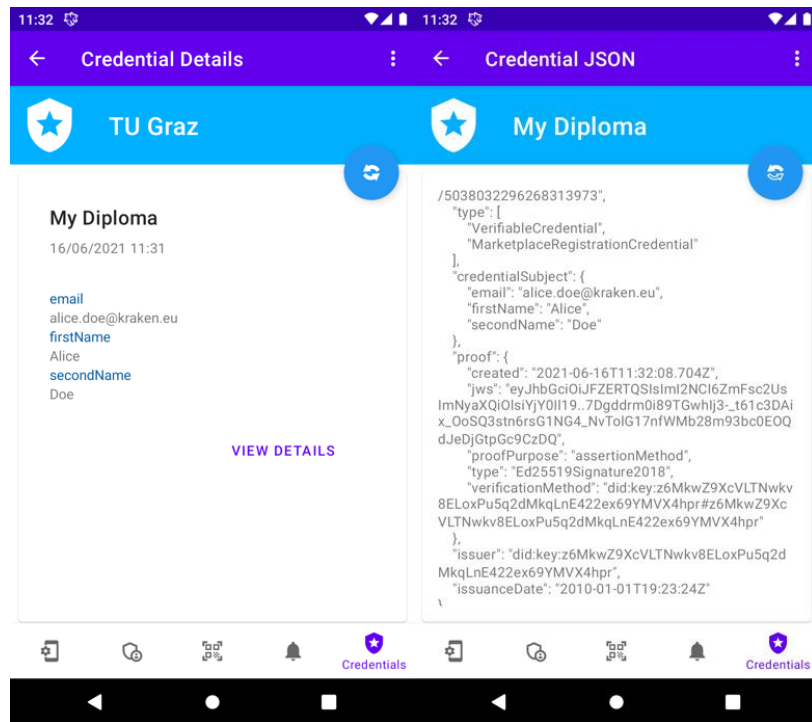 11:32
Credential Details
TU Graz
My Diploma
16/06/2021 11:31
email
alice.doe@kraken.eu
firstName
Alice
secondName
Doe
VIEW DETAILS
Credentials
11:32
Credential JSON
My Diploma
/5038032296268313973",
"type": [
"VerifiableCredential",
"MarketplaceRegistrationCredential"
],
"credentialSubject": {
"email": "alice.doe@kraken.eu",
"firstName": "Alice",
"secondName": "Doe"
},
"proof": {
"created": "2021-06-16T11:32:08.704Z",
"jws": "eyJhbGciOiJFZERTQSIsImI2NCI6ZmFsc2Us
ImNyaXQiOlsiYjY0Il19..7Dgddrm0i89TGwhIj3-_t61c3DAi
x_OoSQ3stn6rsG1NG4_NvToIG17nfWMb28m93bc0EOQ
dJeDjGtpGc9CzDQ",
"proofPurpose": "assertionMethod",
"type": "Ed25519Signature2018",
"verificationMethod": "did:key:z6MkwZ9XcVLTNwkv
8ELoxPu5q2dMkqLnE422ex69YMVX4hpr#z6MkwZ9Xc
VLTNwkv8ELoxPu5q2dMkqLnE422ex69YMVX4hpr"
},
"issuer": "did:key:z6MkwZ9XcVLTNwkv8ELoxPu5q2d
MkqLnE422ex69YMVX4hpr",
"issuanceDate": "2010-01-01T19:23:24Z"
Credentials